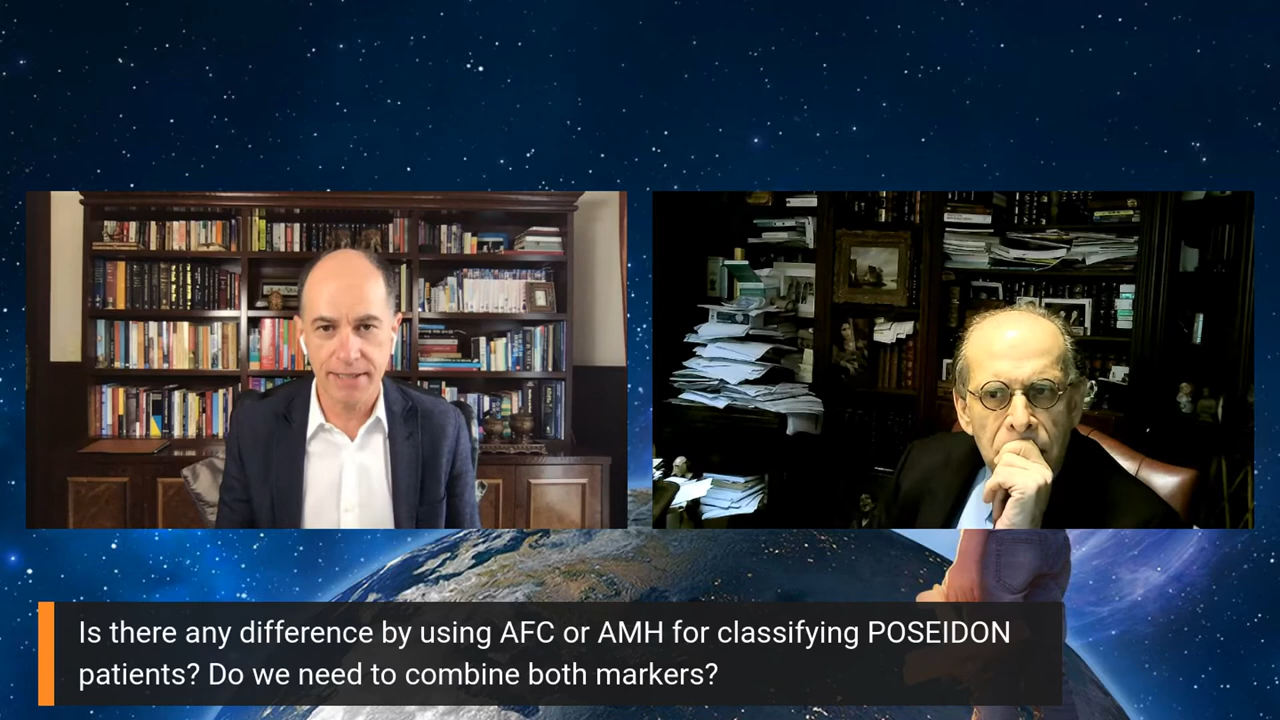 Is there any difference by using AFC or AMH for classifying POSEIDON
patients? Do we need to combine both markers?